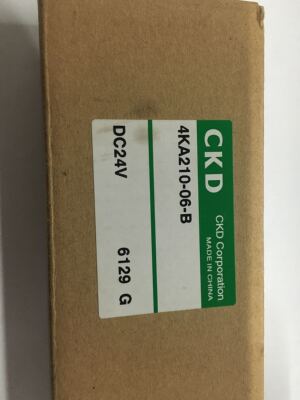 CKD
CKD Corporation
MADE IN CHINA
4KA210-06-B
DC24V 6129 G